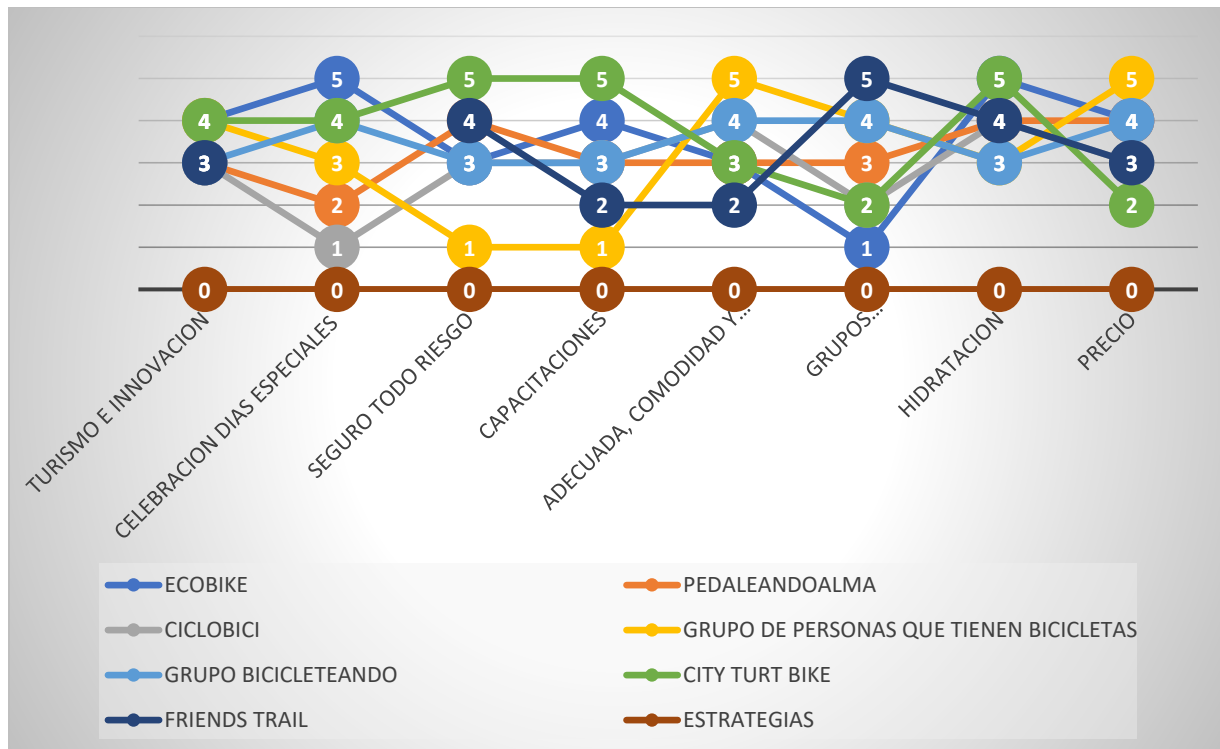 5 5 5 5 5 5 5
4 4 4 4 4 4 4 4
3 3 3 3 3 3 3 3
2 2 2 2 2
1 1 1 1
0 0 0 0 0 0 0 0
TURISMO E INNOVACION
CELEBRACION DIAS ESPECIALES
SEGURO TODO RIESGO
CAPACITACIONES
ADECUADA, COMODIDAD Y...
GRUPOS...
HIDRATACION
PRECIO
ECOBIKE
PEDALEANDOALMA
CICLOBICI
GRUPO DE PERSONAS QUE TIENEN BICICLETAS
GRUPO BICICLETEANDO
CITY TURT BIKE
FRIENDS TRAIL
ESTRATEGIAS